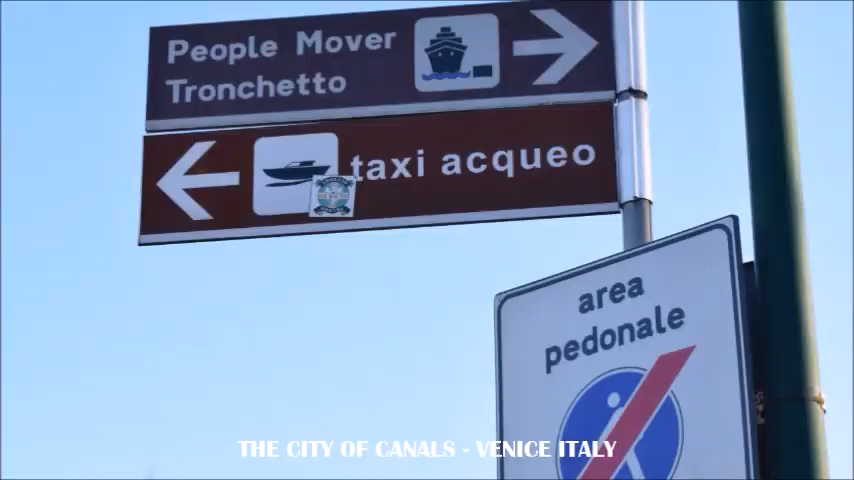 People Mover
Tronchetto
taxi acqueo
area
pedonale
THE CITY OF CANALS - VENICE ITALY